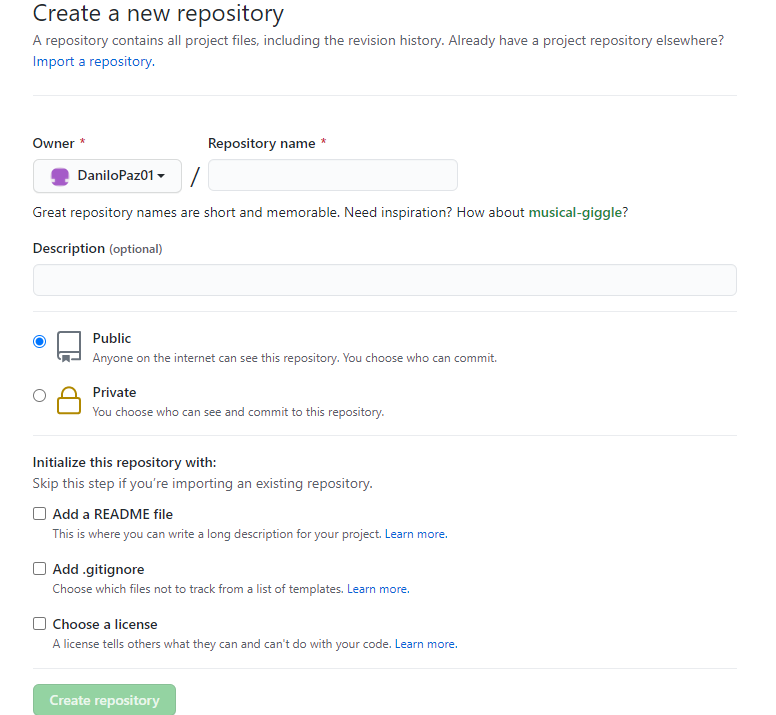 Create a new repository
A repository contains all project files, including the revision history. Already have a project repository elsewhere?
Import a repository.
Owner * Repository name *
DaniloPaz01 /
Great repository names are short and memorable. Need inspiration? How about musical-giggle?
Description (optional)
Public
Anyone on the internet can see this repository. You choose who can commit.
Private
You choose who can see and commit to this repository.
Initialize this repository with:
Skip this step if you're importing an existing repository.
Add a README file
This is where you can write a long description for your project. Learn more.
Add .gitignore
Choose which files not to track from a list of templates. Learn more.
Choose a license
A license tells others what they can and can't do with your code. Learn more.
Create repository